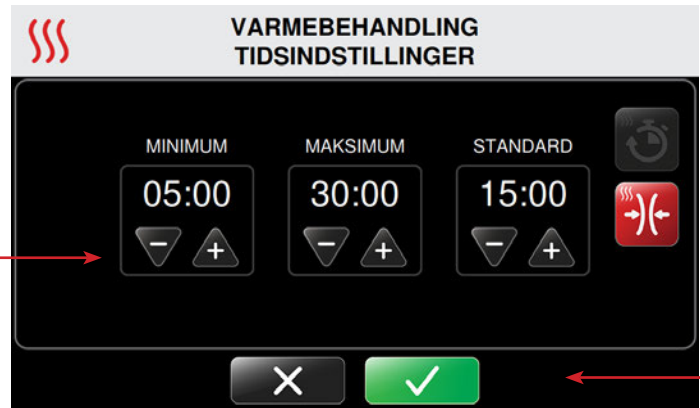 VARMEBEHANDLING
TIDSINDSTILLINGER
MINIMUM MAKSIMUM STANDARD
05:00 30:00 15:00
− + − + − +